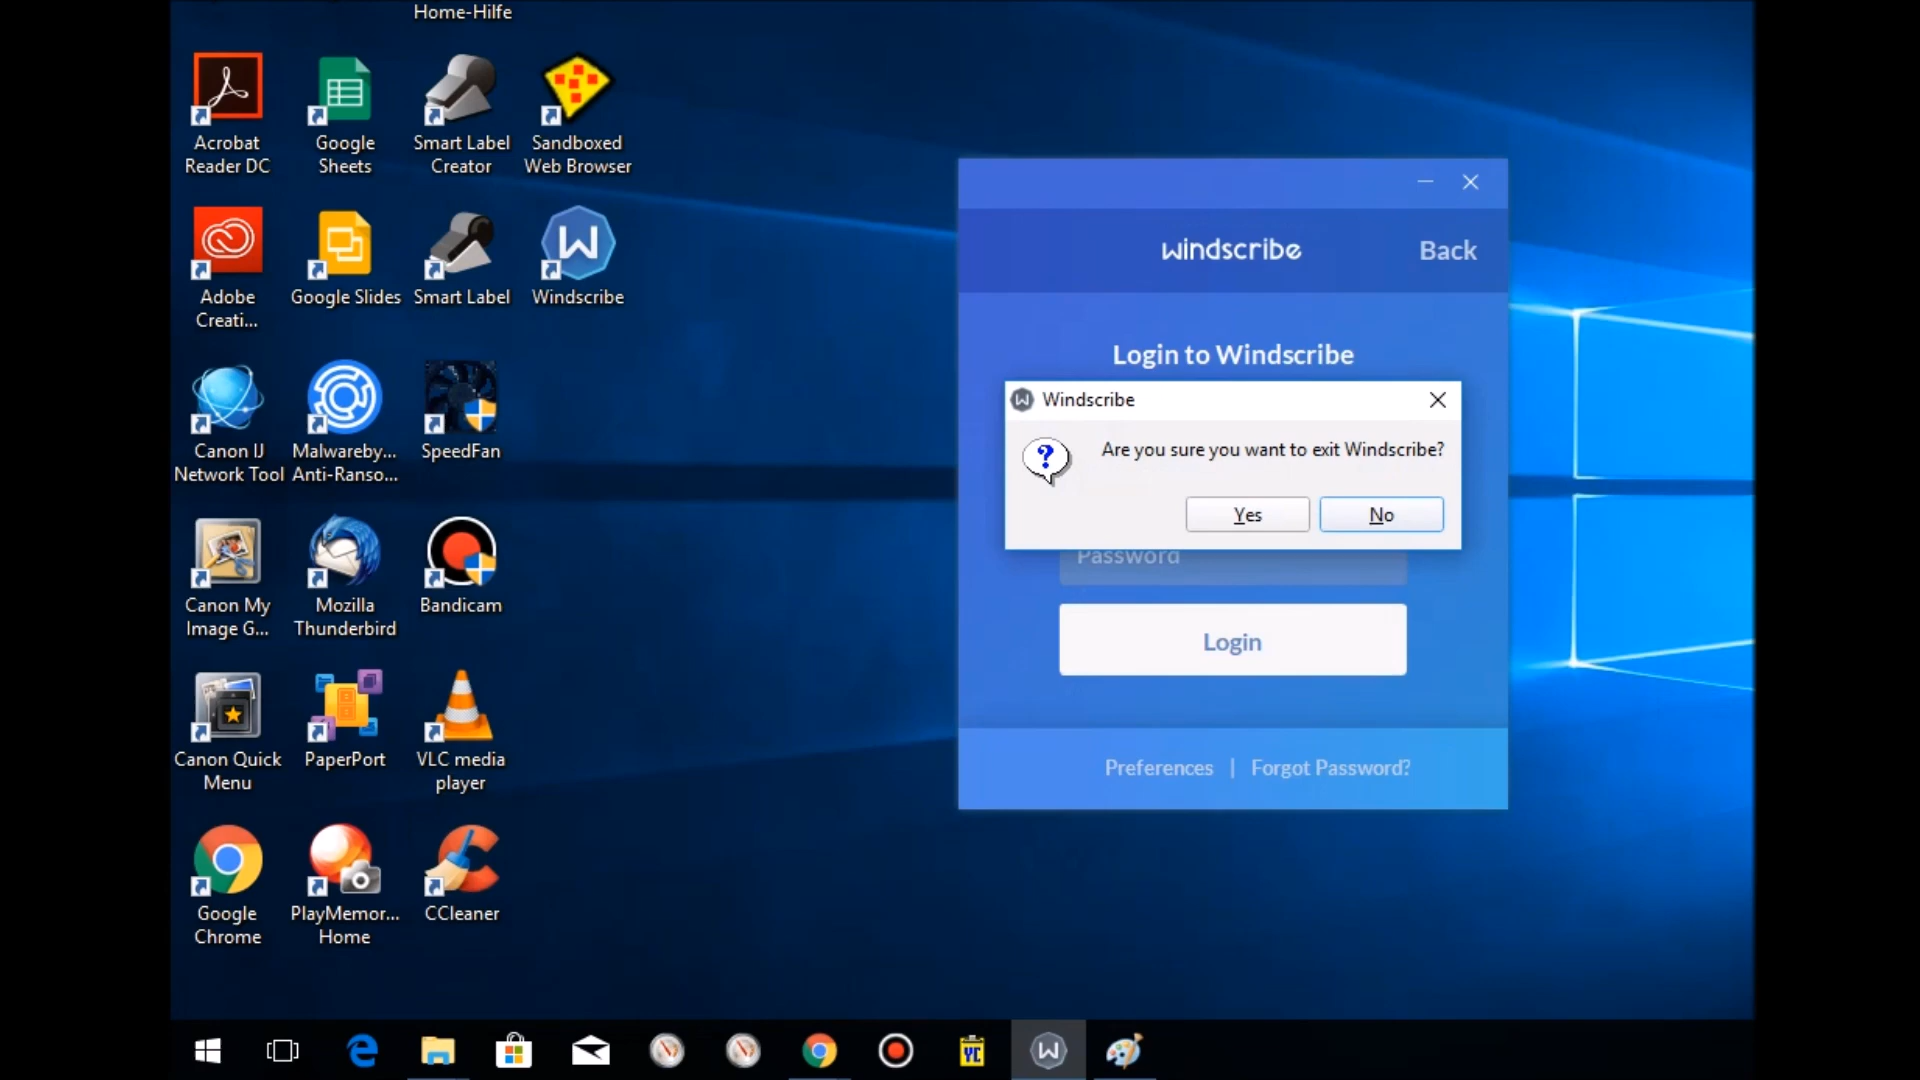 Home-Hilfe
Acrobat
Reader DC
Google
Sheets
Smart Label
Creator
Sandboxed
Web Browser
Adobe
Creati...
Google Slides
Smart Label
Windscribe
Canon IJ
Network Tool
Malwareby...
Anti-Ranso...
SpeedFan
Canon My
Image G...
Mozilla
Thunderbird
Bandicam
Canon Quick
Menu
PaperPort
VLC media
player
Google
Chrome
PlayMemor...
Home
CCleaner
windscribe
Back
Login to Windscribe
Windscribe
Are you sure you want to exit Windscribe?
Yes
No
Password
Login
Preferences | Forgot Password?
YC